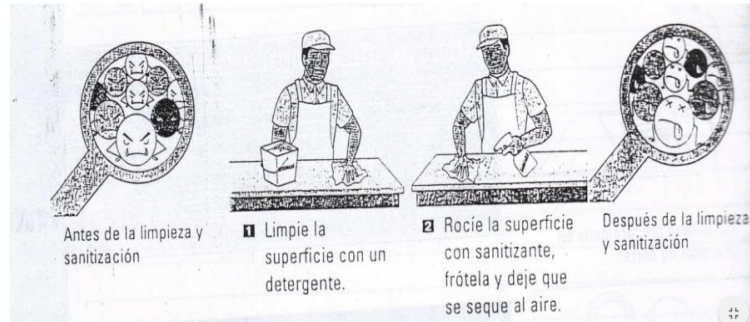 Antes de la limpieza y
sanitización
1 Limpie la
superficie con un
detergente.
2 Rocíe la superficie
con sanitizante,
frótela y deje que
se seque al aire.
Después de la limpieza
y sanitización